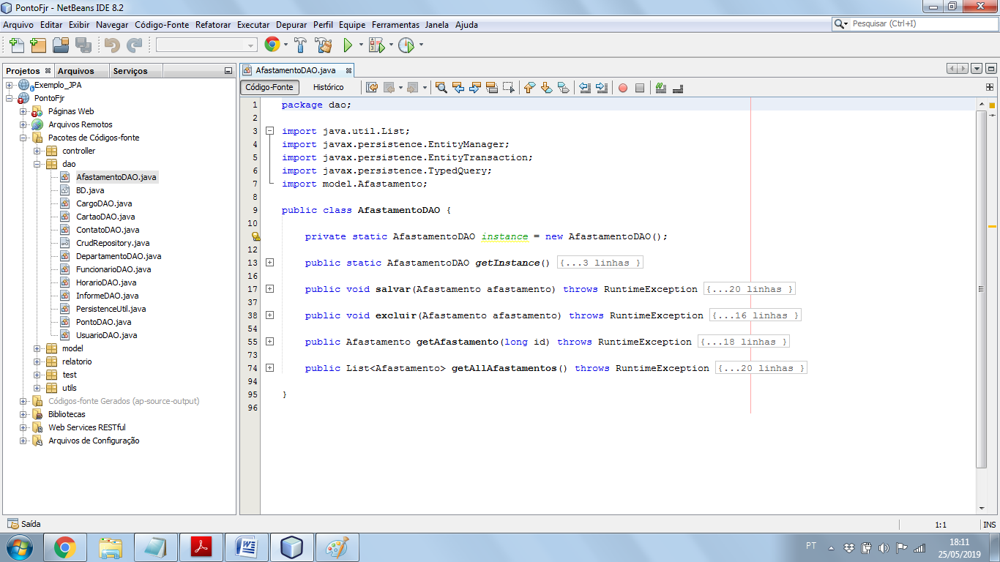 PontoFjr - NetBeans IDE 8.2
Arquivo Editar Exibir Navegar Código-Fonte Refatorar Executar Depurar Perfil Equipe Ferramentas Janela Ajuda
Pesquisar (Ctrl+I)
Projetos Arquivos Serviços
Exemplo_JPA
PontoFjr
Páginas Web
Arquivos Remotos
Pacotes de Códigos-fonte
controller
dao
AfastamentoDAO.java
BD.java
CargoDAO.java
CartaoDAO.java
ContatoDAO.java
CrudRepository.java
DepartamentoDAO.java
FuncionarioDAO.java
HorarioDAO.java
InformeDAO.java
PersistenceUtil.java
PontoDAO.java
UsuarioDAO.java
model
relatorio
test
utils
Códigos-fonte Gerados (ap-source-output)
Bibliotecas
Web Services RESTful
Arquivos de Configuração
AfastamentoDAO.java
Código-Fonte Histórico
1 package dao;
2
3 import java.util.List;
4 import javax.persistence.EntityManager;
5 import javax.persistence.EntityTransaction;
6 import javax.persistence.TypedQuery;
7 import model.Afastamento;
8
9 public class AfastamentoDAO {
10
private static AfastamentoDAO instance = new AfastamentoDAO();
12
13 public static AfastamentoDAO getInstance() {...3 linhas }
16
17 public void salvar(Afastamento afastamento) throws RuntimeException {...20 linhas }
37
38 public void excluir(Afastamento afastamento) throws RuntimeException {...16 linhas }
54
55 public Afastamento getAfastamento(long id) throws RuntimeException {...18 linhas }
73
74 public List<Afastamento> getAllAfastamentos() throws RuntimeException {...20 linhas }
94
95 }
96
Saída
1:1 INS
PT
18:11
25/05/2019